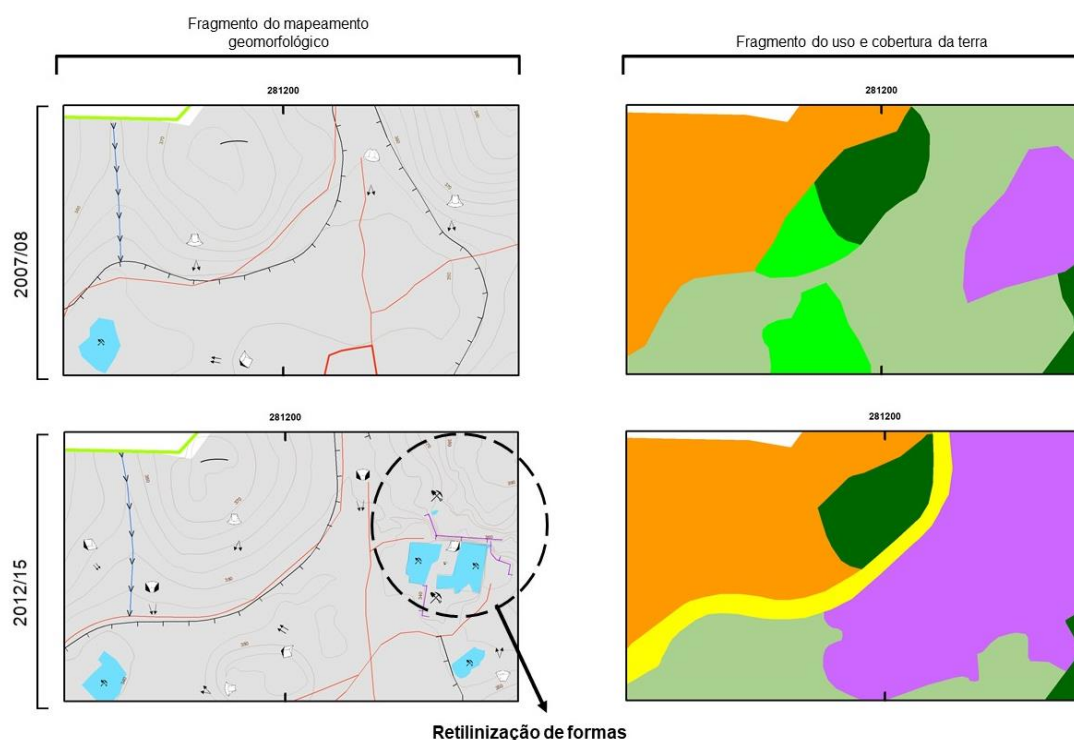 Fragmento do mapeamento
geomorfológico
Fragmento do uso e cobertura da terra
281200
281200
2007/08
281200
281200
2012/15
Retilinização de formas